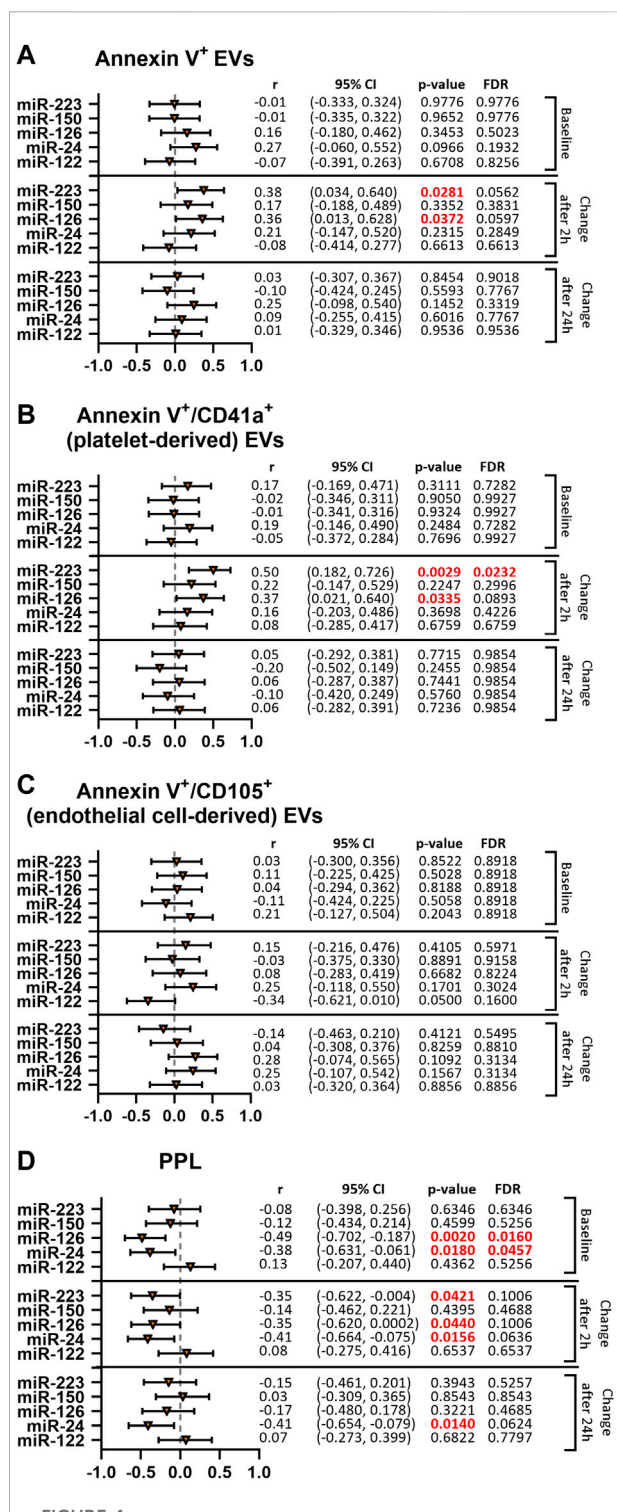 A Annexin V+ EVs
r 95% CI p-value FDR
miR-223 -0.01 (-0.333, 0.324) 0.9776 0.9776
miR-150 -0.01 (-0.335, 0.322) 0.9652 0.9776
miR-126 0.16 (-0.180, 0.462) 0.3453 0.5023
miR-24 0.27 (-0.060, 0.552) 0.0966 0.1932
miR-122 -0.07 (-0.391, 0.263) 0.6708 0.8256
Baseline
miR-223 0.38 (0.034, 0.640) 0.0281 0.0562
miR-150 0.17 (-0.188, 0.489) 0.3352 0.3831
miR-126 0.36 (0.013, 0.628) 0.0372 0.0597
miR-24 0.21 (-0.147, 0.520) 0.2315 0.2849
miR-122 -0.08 (-0.414, 0.277) 0.6613 0.6613
Change
after 2h
miR-223 0.03 (-0.307, 0.367) 0.8454 0.9018
miR-150 -0.10 (-0.424, 0.245) 0.5593 0.7767
miR-126 0.25 (-0.098, 0.540) 0.1452 0.3319
miR-24 0.09 (-0.255, 0.415) 0.6016 0.7767
miR-122 0.01 (-0.329, 0.346) 0.9536 0.9536
Change
after 24h
-1.0 -0.5 0.0 0.5 1.0
B Annexin V+/CD41a+
(platelet-derived) EVs
r 95% CI p-value FDR
miR-223 0.17 (-0.169, 0.471) 0.3111 0.7282
miR-150 -0.02 (-0.346, 0.311) 0.9050 0.9927
miR-126 -0.01 (-0.341, 0.316) 0.9324 0.9927
miR-24 0.19 (-0.146, 0.490) 0.2484 0.7282
miR-122 -0.05 (-0.372, 0.284) 0.7696 0.9927
Baseline
miR-223 0.50 (0.182, 0.726) 0.0029 0.0232
miR-150 0.22 (-0.147, 0.529) 0.2247 0.2996
miR-126 0.37 (0.021, 0.640) 0.0335 0.0893
miR-24 0.16 (-0.203, 0.486) 0.3698 0.4226
miR-122 0.08 (-0.285, 0.417) 0.6759 0.6759
Change
after 2h
miR-223 0.05 (-0.292, 0.381) 0.7715 0.9854
miR-150 -0.20 (-0.502, 0.149) 0.2455 0.9854
miR-126 0.06 (-0.287, 0.387) 0.7441 0.9854
miR-24 -0.10 (-0.420, 0.249) 0.5760 0.9854
miR-122 0.06 (-0.282, 0.391) 0.7236 0.9854
Change
after 24h
-1.0 -0.5 0.0 0.5 1.0
C Annexin V+/CD105+
(endothelial cell-derived) EVs
r 95% CI p-value FDR
miR-223 0.03 (-0.300, 0.356) 0.8522 0.8918
miR-150 0.11 (-0.225, 0.425) 0.5028 0.8918
miR-126 0.04 (-0.294, 0.362) 0.8188 0.8918
miR-24 -0.11 (-0.424, 0.225) 0.5058 0.8918
miR-122 0.21 (-0.127, 0.504) 0.2043 0.8918
Baseline
miR-223 0.15 (-0.216, 0.476) 0.4105 0.5971
miR-150 -0.03 (-0.375, 0.330) 0.8891 0.9158
miR-126 0.08 (-0.283, 0.419) 0.6682 0.8224
miR-24 0.25 (-0.118, 0.550) 0.1701 0.3024
miR-122 -0.34 (-0.621, 0.010) 0.0500 0.1600
Change
after 2h
miR-223 -0.14 (-0.463, 0.210) 0.4121 0.5495
miR-150 0.04 (-0.308, 0.376) 0.8259 0.8810
miR-126 0.28 (-0.074, 0.565) 0.1092 0.3134
miR-24 0.25 (-0.107, 0.542) 0.1567 0.3134
miR-122 0.03 (-0.320, 0.364) 0.8856 0.8856
Change
after 24h
-1.0 -0.5 0.0 0.5 1.0
D PPL
r 95% CI p-value FDR
miR-223 -0.08 (-0.398, 0.256) 0.6346 0.6346
miR-150 -0.12 (-0.434, 0.214) 0.4599 0.5256
miR-126 -0.49 (-0.702, -0.187) 0.0020 0.0160
miR-24 -0.38 (-0.631, -0.061) 0.0180 0.0457
miR-122 0.13 (-0.207, 0.440) 0.4362 0.5256
Baseline
miR-223 -0.35 (-0.622, -0.004) 0.0421 0.1006
miR-150 -0.14 (-0.462, 0.221) 0.4395 0.4688
miR-126 -0.35 (-0.620, 0.0002) 0.0440 0.1006
miR-24 -0.41 (-0.664, -0.075) 0.0156 0.0636
miR-122 0.08 (-0.275, 0.416) 0.6537 0.6537
Change
after 2h
miR-223 -0.15 (-0.461, 0.201) 0.3943 0.5257
miR-150 0.03 (-0.309, 0.365) 0.8543 0.8543
miR-126 -0.17 (-0.480, 0.178) 0.3221 0.4685
miR-24 -0.41 (-0.654, -0.079) 0.0140 0.0624
miR-122 0.07 (-0.273, 0.399) 0.6822 0.7797
Change
after 24h
-1.0 -0.5 0.0 0.5 1.0